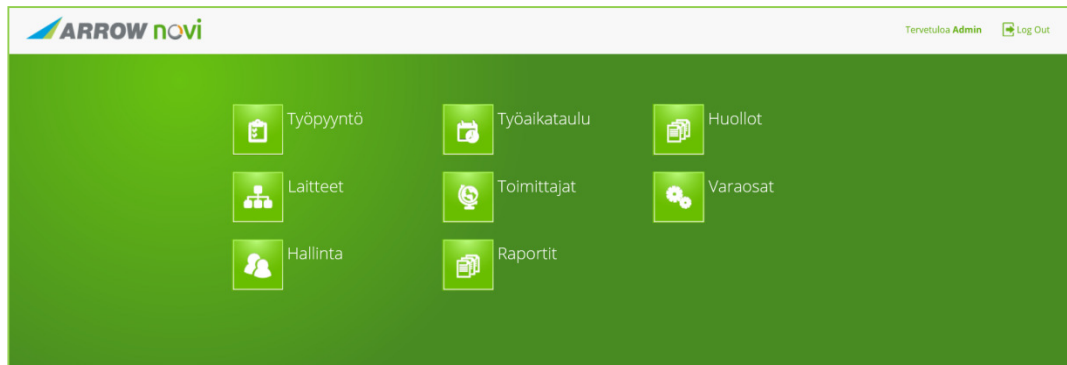 ARROW novi
Tervetuloa Admin Log Out
Työpyyntö Työaikataulu Huollot
Laitteet Toimittajat Varaosat
Hallinta Raportit